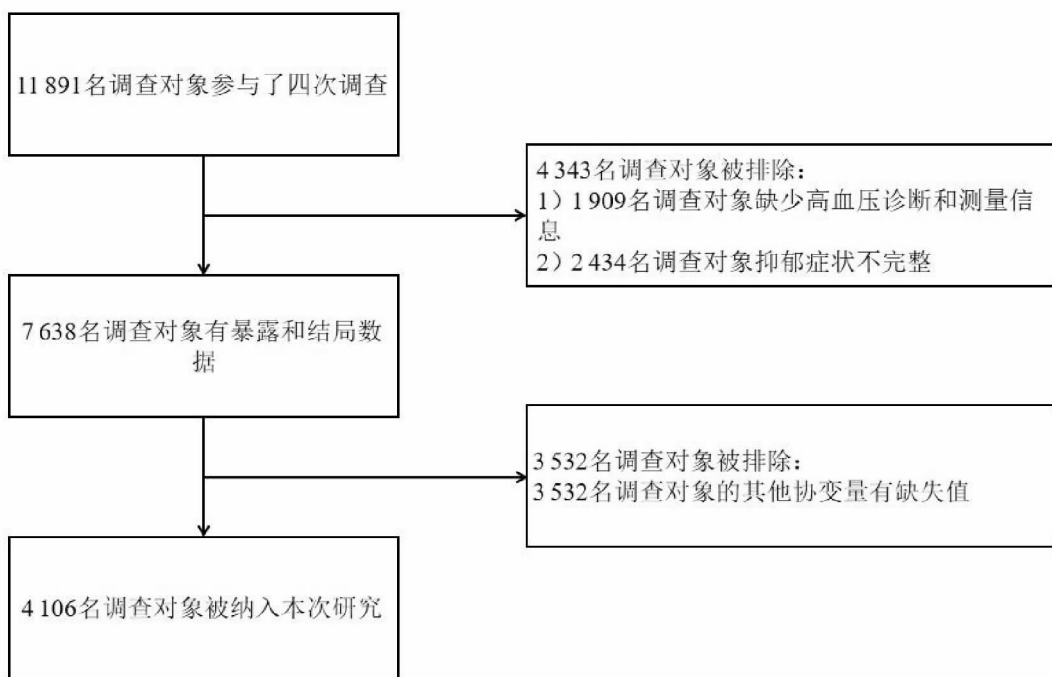 11 891名调查对象参与了四次调查
4 343名调查对象被排除：
1）1 909名调查对象缺少高血压诊断和测量信
息
2）2 434名调查对象抑郁症状不完整
7 638名调查对象有暴露和结局数
据
3 532名调查对象被排除：
3 532名调查对象的其他协变量有缺失值
4 106名调查对象被纳入本次研究